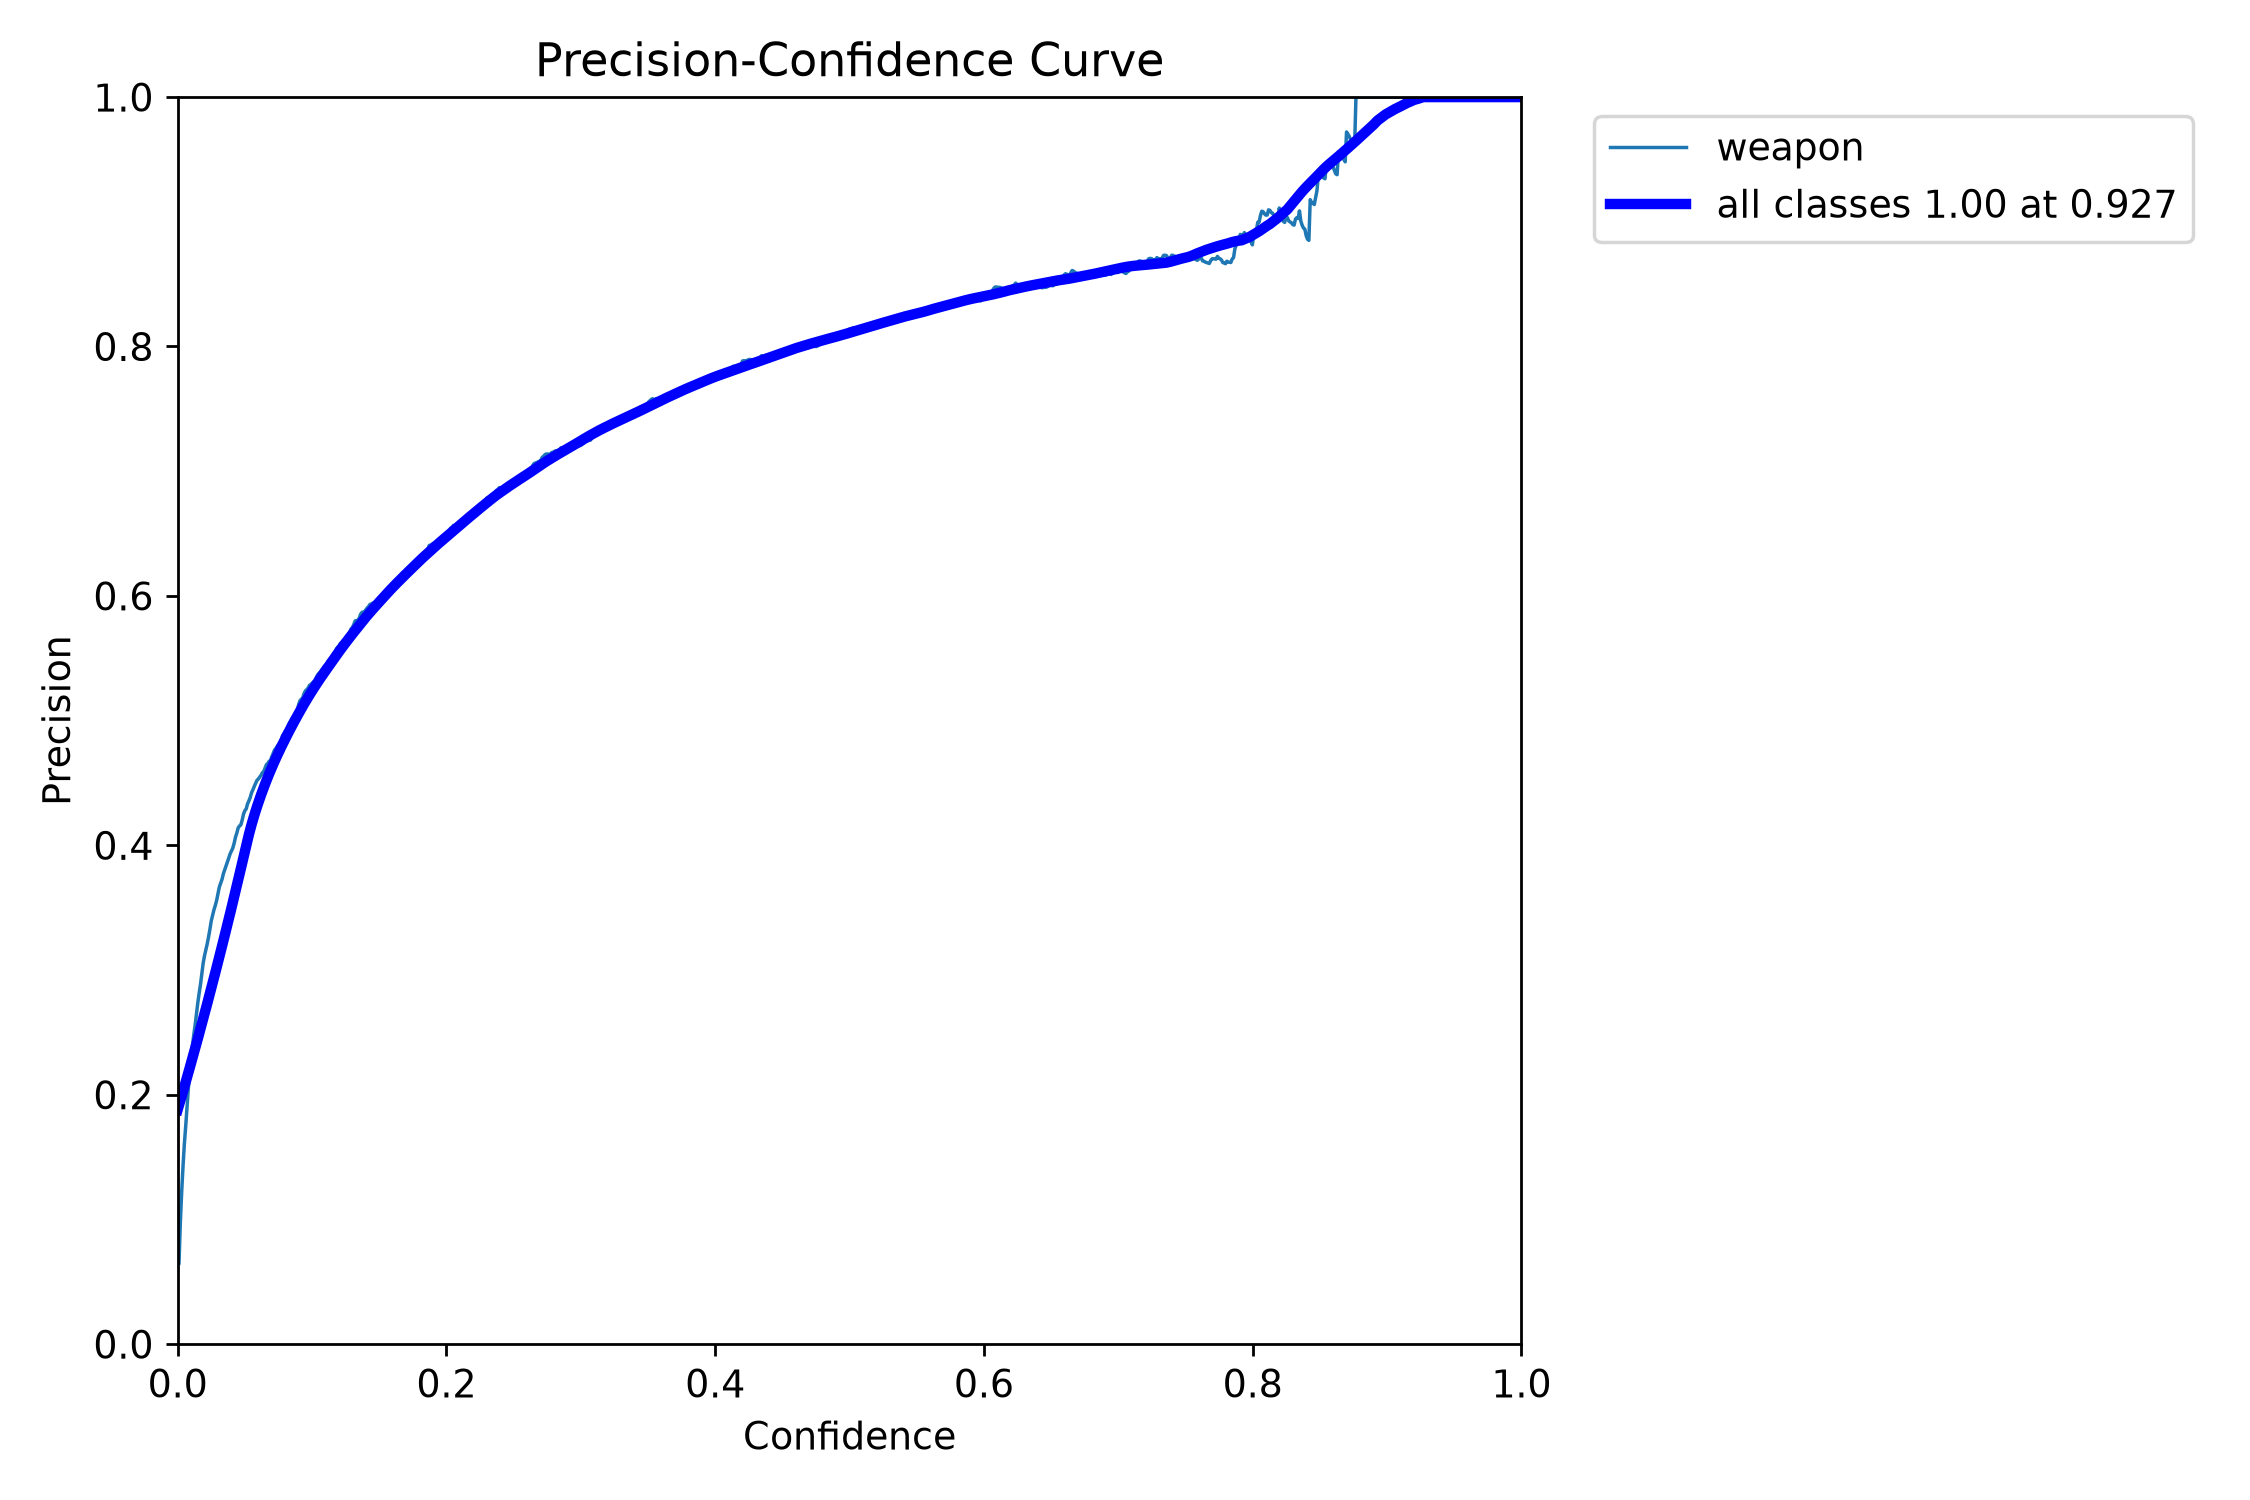 Precision-Confidence Curve
1.0
0.8
0.6
0.4
0.2
0.0
Precision
0.0 0.2 0.4 0.6 0.8 1.0
Confidence
weapon
all classes 1.00 at 0.927